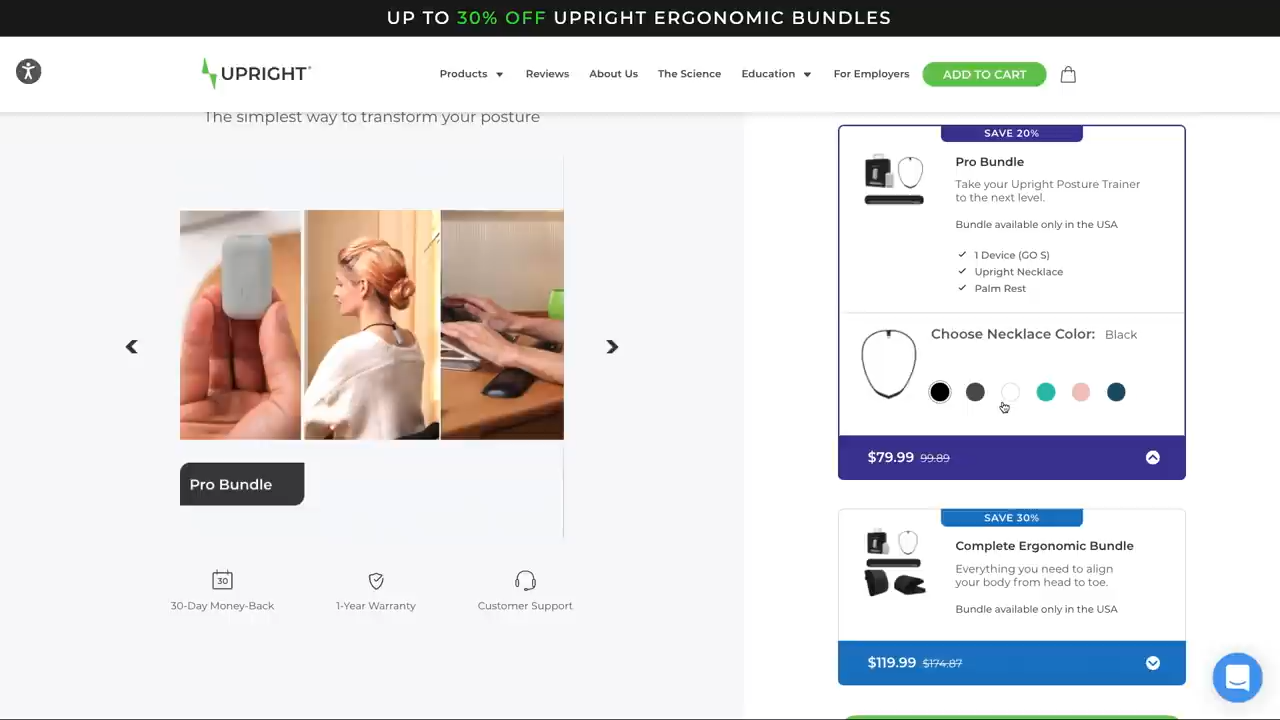 UP TO 30% OFF UPRIGHT ERGONOMIC BUNDLES
UPRIGHT
Products
Reviews
About Us
The Science
Education
For Employers
ADD TO CART
The simplest way to transform your posture
Pro Bundle
30
30-Day Money-Back
1-Year Warranty
Customer Support
SAVE 20%
Pro Bundle
Take your Upright Posture Trainer
to the next level.
Bundle available only in the USA
1 Device (GO S)
Upright Necklace
Palm Rest
Choose Necklace Color: Black
$79.99 99.89
SAVE 30%
Complete Ergonomic Bundle
Everything you need to align
your body from head to toe.
Bundle available only in the USA
$119.99 $174.87